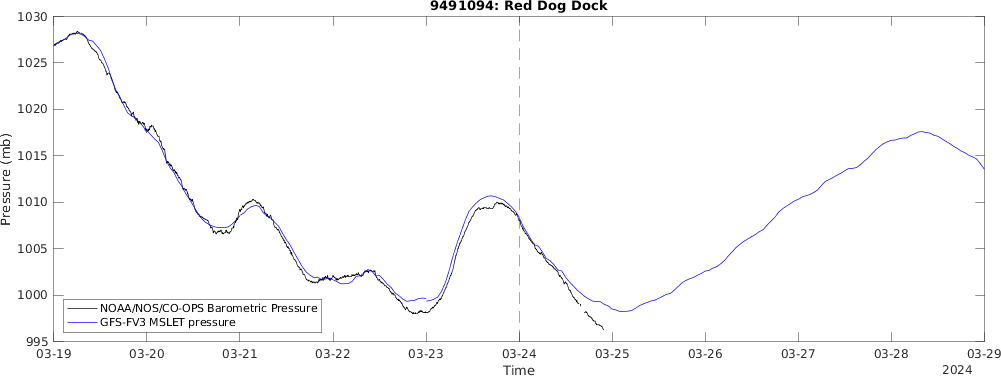 9491094: Red Dog Dock
1030
1025
1020
1015
1010
1005
1000
995
Pressure (mb)
NOAA/NOS/CO-OPS Barometric Pressure
GFS-FV3 MSLET pressure
03-19 03-20 03-21 03-22 03-23 03-24 03-25 03-26 03-27 03-28 03-29
Time
2024